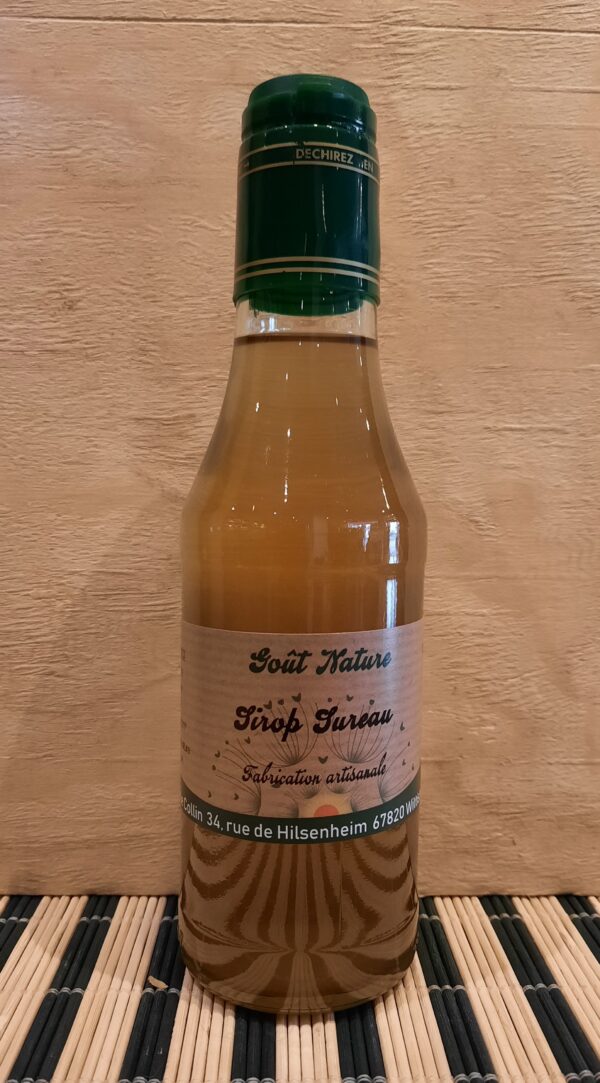 DECHIREZ
Goût Nature
Sirop Sureau
Fabrication artisanale
Collin 34, rue de Hilsenheim 67820